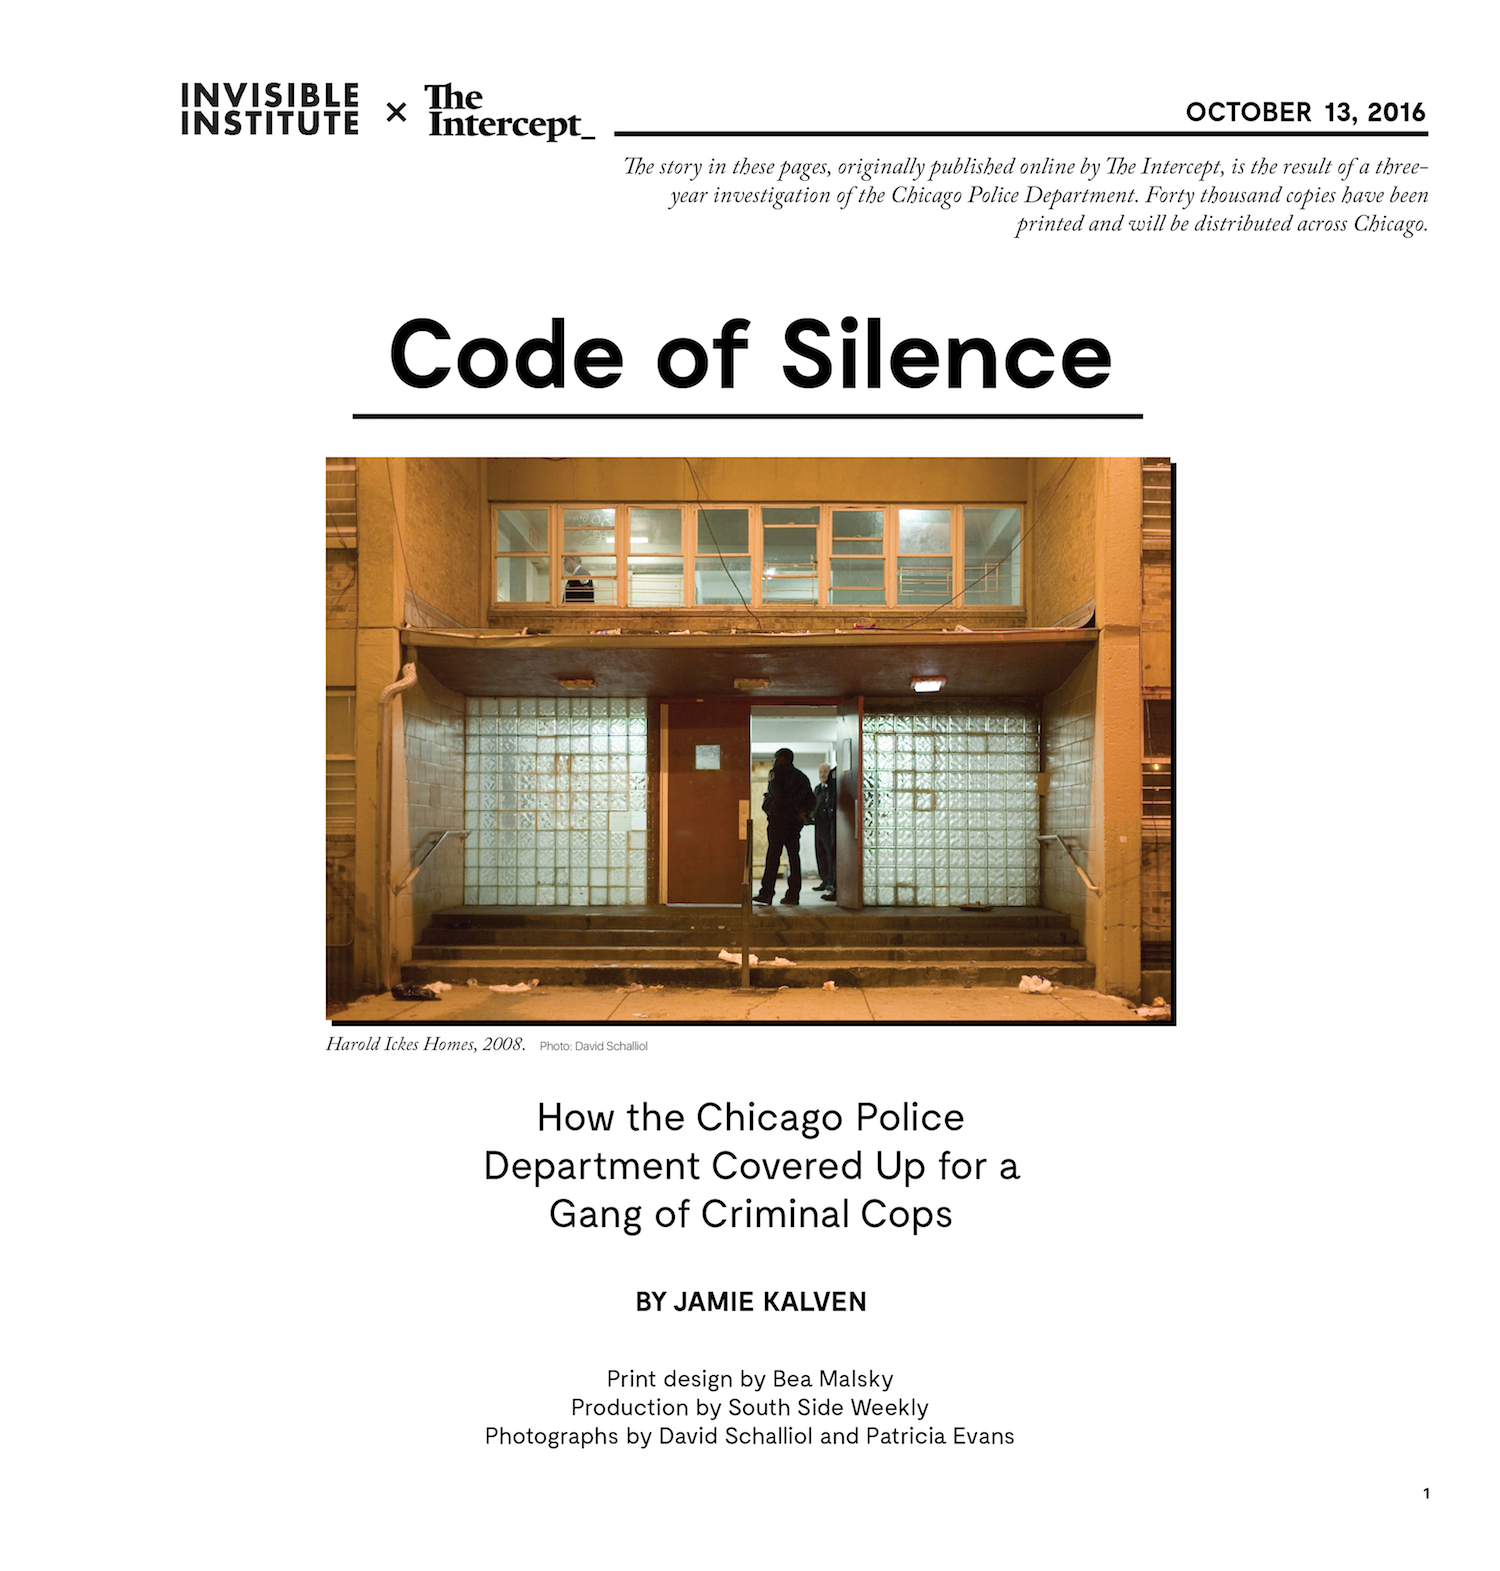 INVISIBLE
INSTITUTE
×
The
Intercept_
OCTOBER 13, 2016
The story in these pages, originally published online by The Intercept, is the result of a three-
year investigation of the Chicago Police Department. Forty thousand copies have been
printed and will be distributed across Chicago.
Code of Silence
Harold Ickes Homes, 2008. Photo: David Schalliol
How the Chicago Police
Department Covered Up for a
Gang of Criminal Cops
BY JAMIE KALVEN
Print design by Bea Malsky
Production by South Side Weekly
Photographs by David Schalliol and Patricia Evans
1